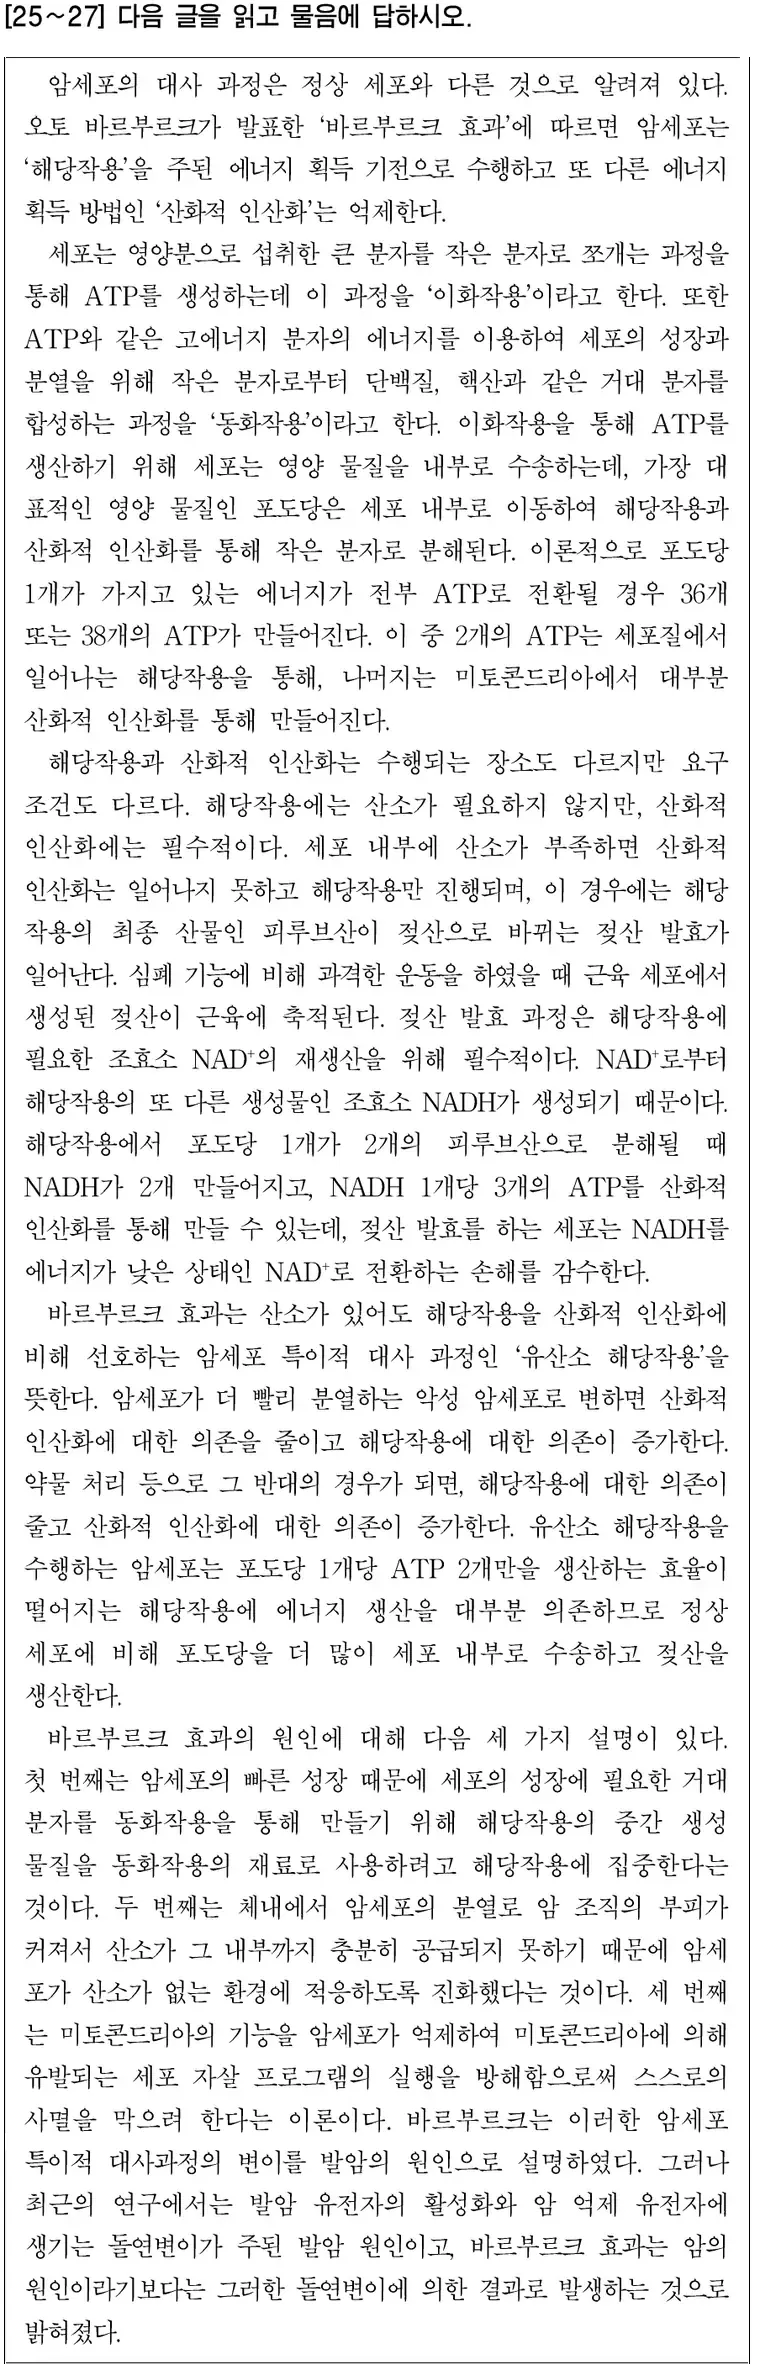 [25~27] 다음 글을 읽고 물음에 답하시오.
암세포의 대사 과정은 정상 세포와 다른 것으로 알려져 있다.
오토 바르부르크가 발표한 ‘바르부르크 효과’에 따르면 암세포는
‘해당작용’을 주된 에너지 획득 기전으로 수행하고 또 다른 에너지
획득 방법인 ‘산화적 인산화’는 억제한다.
세포는 영양분으로 섭취한 큰 분자를 작은 분자로 쪼개는 과정을
통해 ATP를 생성하는데 이 과정을 ‘이화작용’이라고 한다. 또한
ATP와 같은 고에너지 분자의 에너지를 이용하여 세포의 성장과
분열을 위해 작은 분자로부터 단백질, 핵산과 같은 거대 분자를
합성하는 과정을 ‘동화작용’이라고 한다. 이화작용을 통해 ATP를
생산하기 위해 세포는 영양 물질을 내부로 수송하는데, 가장 대
표적인 영양 물질인 포도당은 세포 내부로 이동하여 해당작용과
산화적 인산화를 통해 작은 분자로 분해된다. 이론적으로 포도당
1개가 가지고 있는 에너지가 전부 ATP로 전환될 경우 36개
또는 38개의 ATP가 만들어진다. 이 중 2개의 ATP는 세포질에서
일어나는 해당작용을 통해, 나머지는 미토콘드리아에서 대부분
산화적 인산화를 통해 만들어진다.
해당작용과 산화적 인산화는 수행되는 장소도 다르지만 요구
조건도 다르다. 해당작용에는 산소가 필요하지 않지만, 산화적
인산화에는 필수적이다. 세포 내부에 산소가 부족하면 산화적
인산화는 일어나지 못하고 해당작용만 진행되며, 이 경우에는 해당
작용의 최종 산물인 피루브산이 젖산으로 바뀌는 젖산 발효가
일어난다. 심폐 기능에 비해 과격한 운동을 하였을 때 근육 세포에서
생성된 젖산이 근육에 축적된다. 젖산 발효 과정은 해당작용에
필요한 조효소 NAD⁺의 재생산을 위해 필수적이다. NAD⁺로부터
해당작용의 또 다른 생성물인 조효소 NADH가 생성되기 때문이다.
해당작용에서 포도당 1개가 2개의 피루브산으로 분해될 때
NADH가 2개 만들어지고, NADH 1개당 3개의 ATP를 산화적
인산화를 통해 만들 수 있는데, 젖산 발효를 하는 세포는 NADH를
에너지가 낮은 상태인 NAD⁺로 전환하는 손해를 감수한다.
바르부르크 효과는 산소가 있어도 해당작용을 산화적 인산화에
비해 선호하는 암세포 특이적 대사 과정인 ‘유산소 해당작용’을
뜻한다. 암세포가 더 빨리 분열하는 악성 암세포로 변하면 산화적
인산화에 대한 의존을 줄이고 해당작용에 대한 의존이 증가한다.
약물 처리 등으로 그 반대의 경우가 되면, 해당작용에 대한 의존이
줄고 산화적 인산화에 대한 의존이 증가한다. 유산소 해당작용을
수행하는 암세포는 포도당 1개당 ATP 2개만을 생산하는 효율이
떨어지는 해당작용에 에너지 생산을 대부분 의존하므로 정상
세포에 비해 포도당을 더 많이 세포 내부로 수송하고 젖산을
생산한다.
바르부르크 효과의 원인에 대해 다음 세 가지 설명이 있다.
첫 번째는 암세포의 빠른 성장 때문에 세포의 성장에 필요한 거대
분자를 동화작용을 통해 만들기 위해 해당작용의 중간 생성
물질을 동화작용의 재료로 사용하려고 해당작용에 집중한다는
것이다. 두 번째는 체내에서 암세포의 분열로 암 조직의 부피가
커져서 산소가 그 내부까지 충분히 공급되지 못하기 때문에 암세
포가 산소가 없는 환경에 적응하도록 진화했다는 것이다. 세 번째
는 미토콘드리아의 기능을 암세포가 억제하여 미토콘드리아에 의해
유발되는 세포 자살 프로그램의 실행을 방해함으로써 스스로의
사멸을 막으려 한다는 이론이다. 바르부르크는 이러한 암세포
특이적 대사과정의 변이를 발암의 원인으로 설명하였다. 그러나
최근의 연구에서는 발암 유전자의 활성화와 암 억제 유전자에
생기는 돌연변이가 주된 발암 원인이고, 바르부르크 효과는 암의
원인이라기보다는 그러한 돌연변이에 의한 결과로 발생하는 것으로
밝혀졌다.